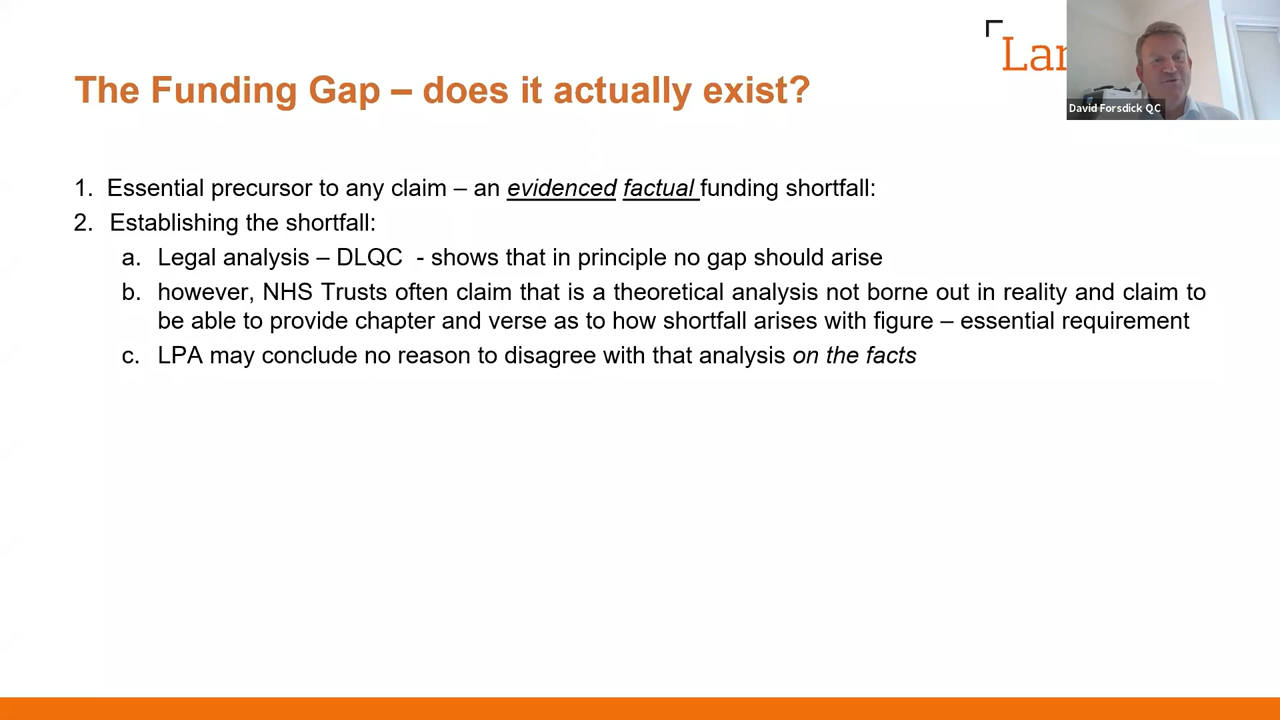 Lan
David Forsdick QC
The Funding Gap – does it actually exist?
1. Essential precursor to any claim – an evidenced factual funding shortfall:
2. Establishing the shortfall:
a. Legal analysis – DLQC - shows that in principle no gap should arise
b. however, NHS Trusts often claim that is a theoretical analysis not borne out in reality and claim to
be able to provide chapter and verse as to how shortfall arises with figure – essential requirement
c. LPA may conclude no reason to disagree with that analysis on the facts